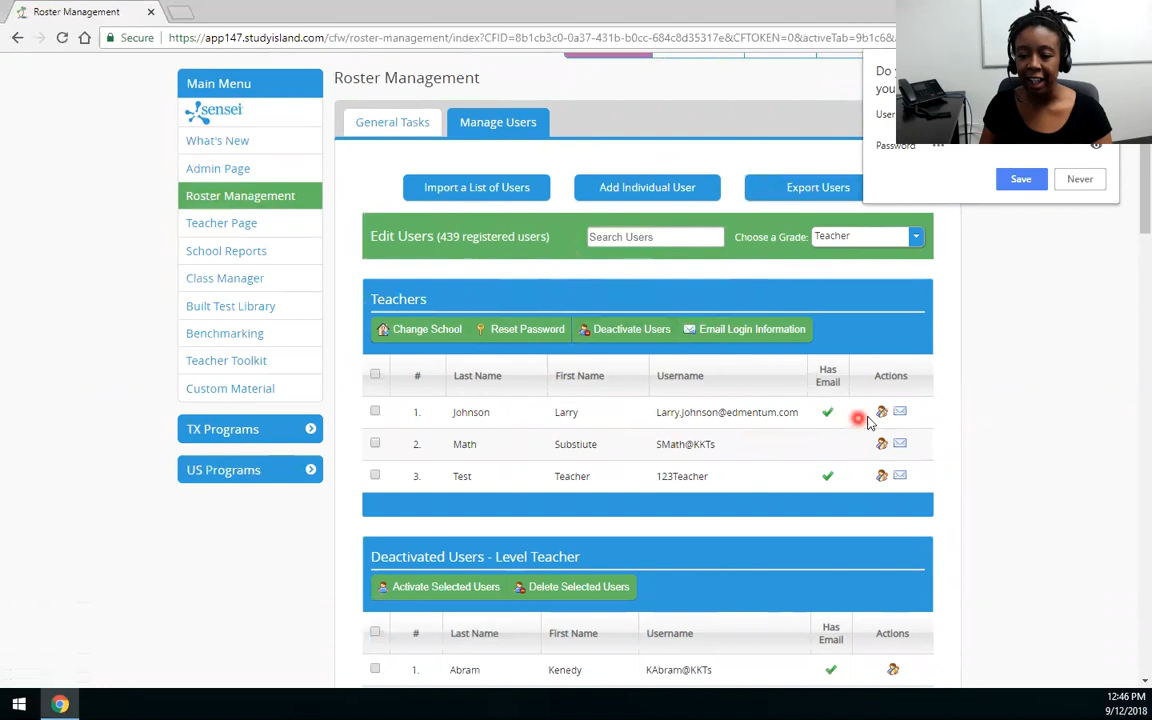 Roster Management
Secure
https://app147.studyisland.com/cfw/roster-management/index?CFID=8b1cb3c0-0a37-431b-b0cc-684c8d35317e&CFTOKEN=0&activeTab=9b1c6
Main Menu
sensei
What's New
Admin Page
Roster Management
Teacher Page
School Reports
Class Manager
Built Test Library
Benchmarking
Teacher Toolkit
Custom Material
TX Programs
US Programs
Roster Management
General Tasks
Manage Users
Do
you
User
Password
Save
Never
Import a List of Users
Add Individual User
Export Users
Edit Users (439 registered users)
Search Users
Choose a Grade:
Teacher
Teachers
Change School
Reset Password
Deactivate Users
Email Login Information
# Last Name First Name Username Has Email Actions
1. Johnson Larry Larry.johnson@edmentum.com
2. Math Substiute SMath@KKTs
3. Test Teacher 123Teacher
Deactivated Users - Level Teacher
Activate Selected Users
Delete Selected Users
# Last Name First Name Username Has Email Actions
1. Abram Kenedy KAbram@KKTs
12:46 PM
9/12/2018